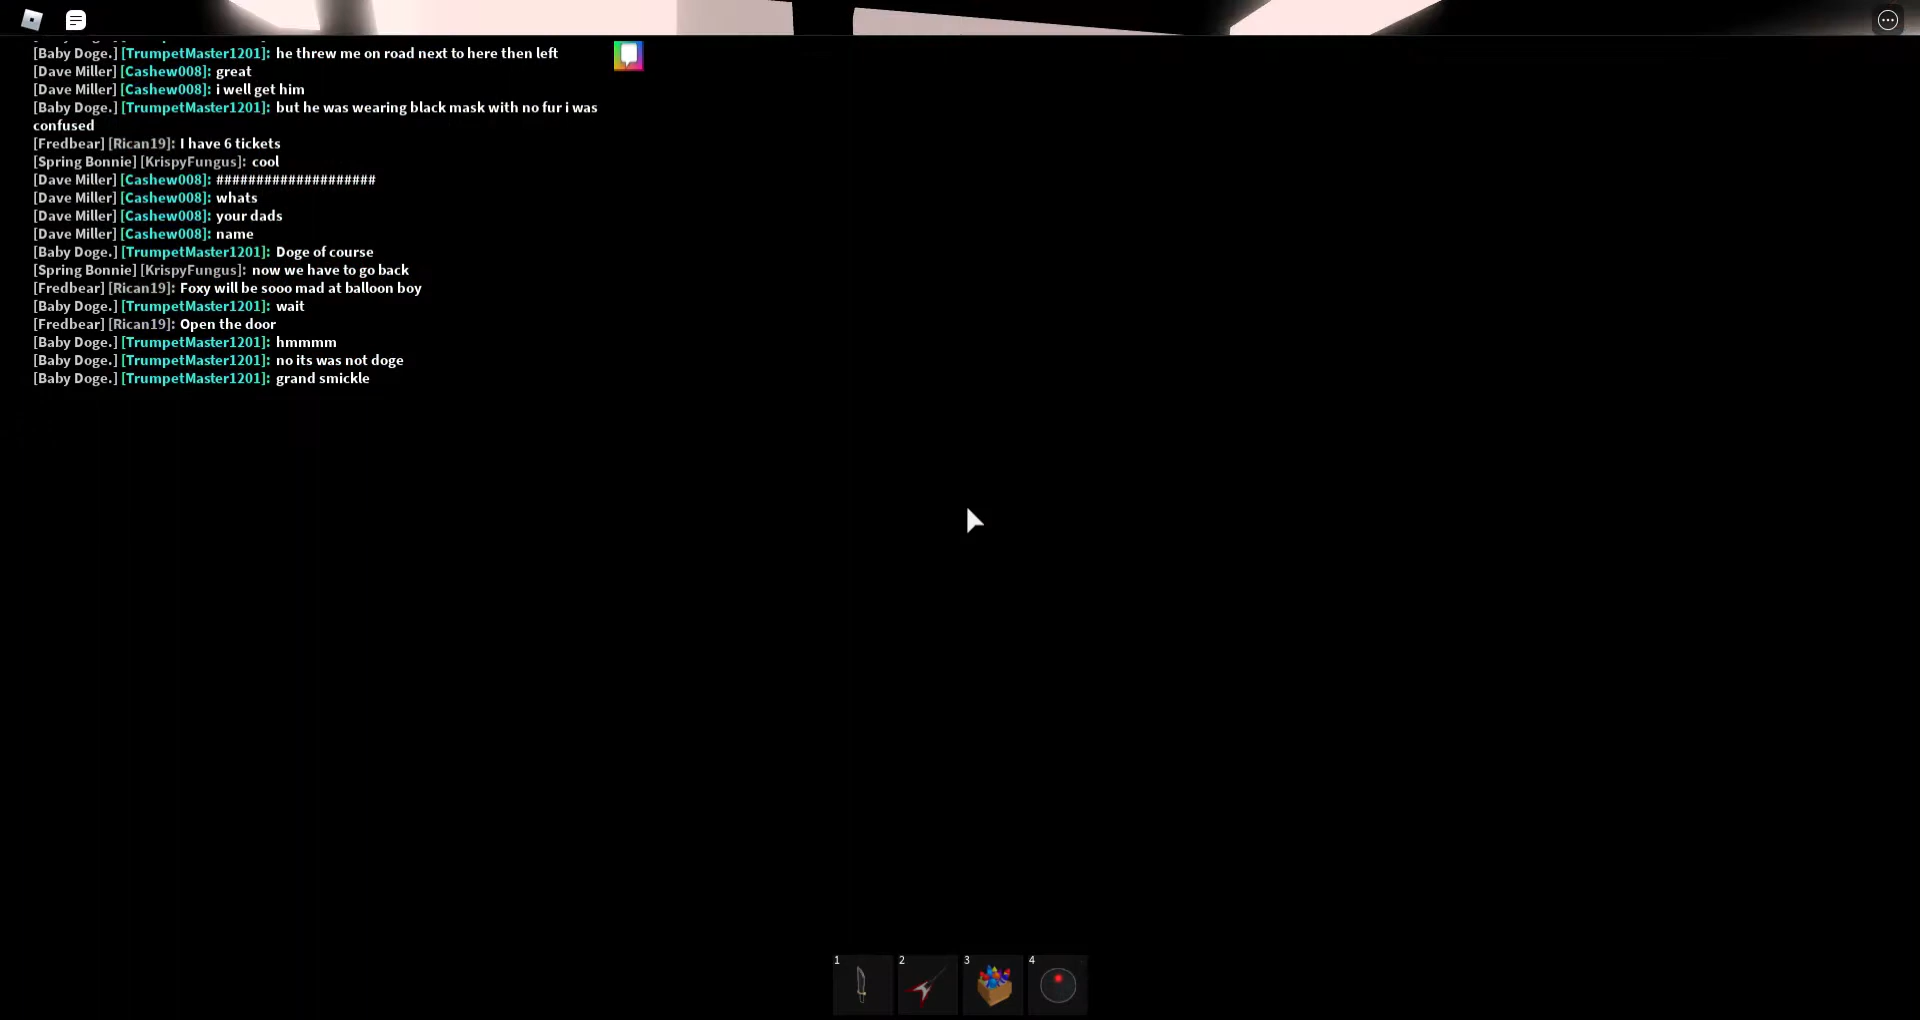 [Baby Doge.] [TrumpetMaster1201]: he threw me on road next to here then left
[Dave Miller] [Cashew008]: great
[Dave Miller] [Cashew008]: i well get him
[Baby Doge.] [TrumpetMaster1201]: but he was wearing black mask with no fur i was
confused
[Fredbear] [Rican19]: I have 6 tickets
[Spring Bonnie] [KrispyFungus]: cool
[Dave Miller] [Cashew008]: ####################
[Dave Miller] [Cashew008]: whats
[Dave Miller] [Cashew008]: your dads
[Dave Miller] [Cashew008]: name
[Baby Doge.] [TrumpetMaster1201]: Doge of course
[Spring Bonnie] [KrispyFungus]: now we have to go back
[Fredbear] [Rican19]: Foxy will be sooo mad at balloon boy
[Baby Doge.] [TrumpetMaster1201]: wait
[Fredbear] [Rican19]: Open the door
[Baby Doge.] [TrumpetMaster1201]: hmmmm
[Baby Doge.] [TrumpetMaster1201]: no its was not doge
[Baby Doge.] [TrumpetMaster1201]: grand smickle
1 2 3 4